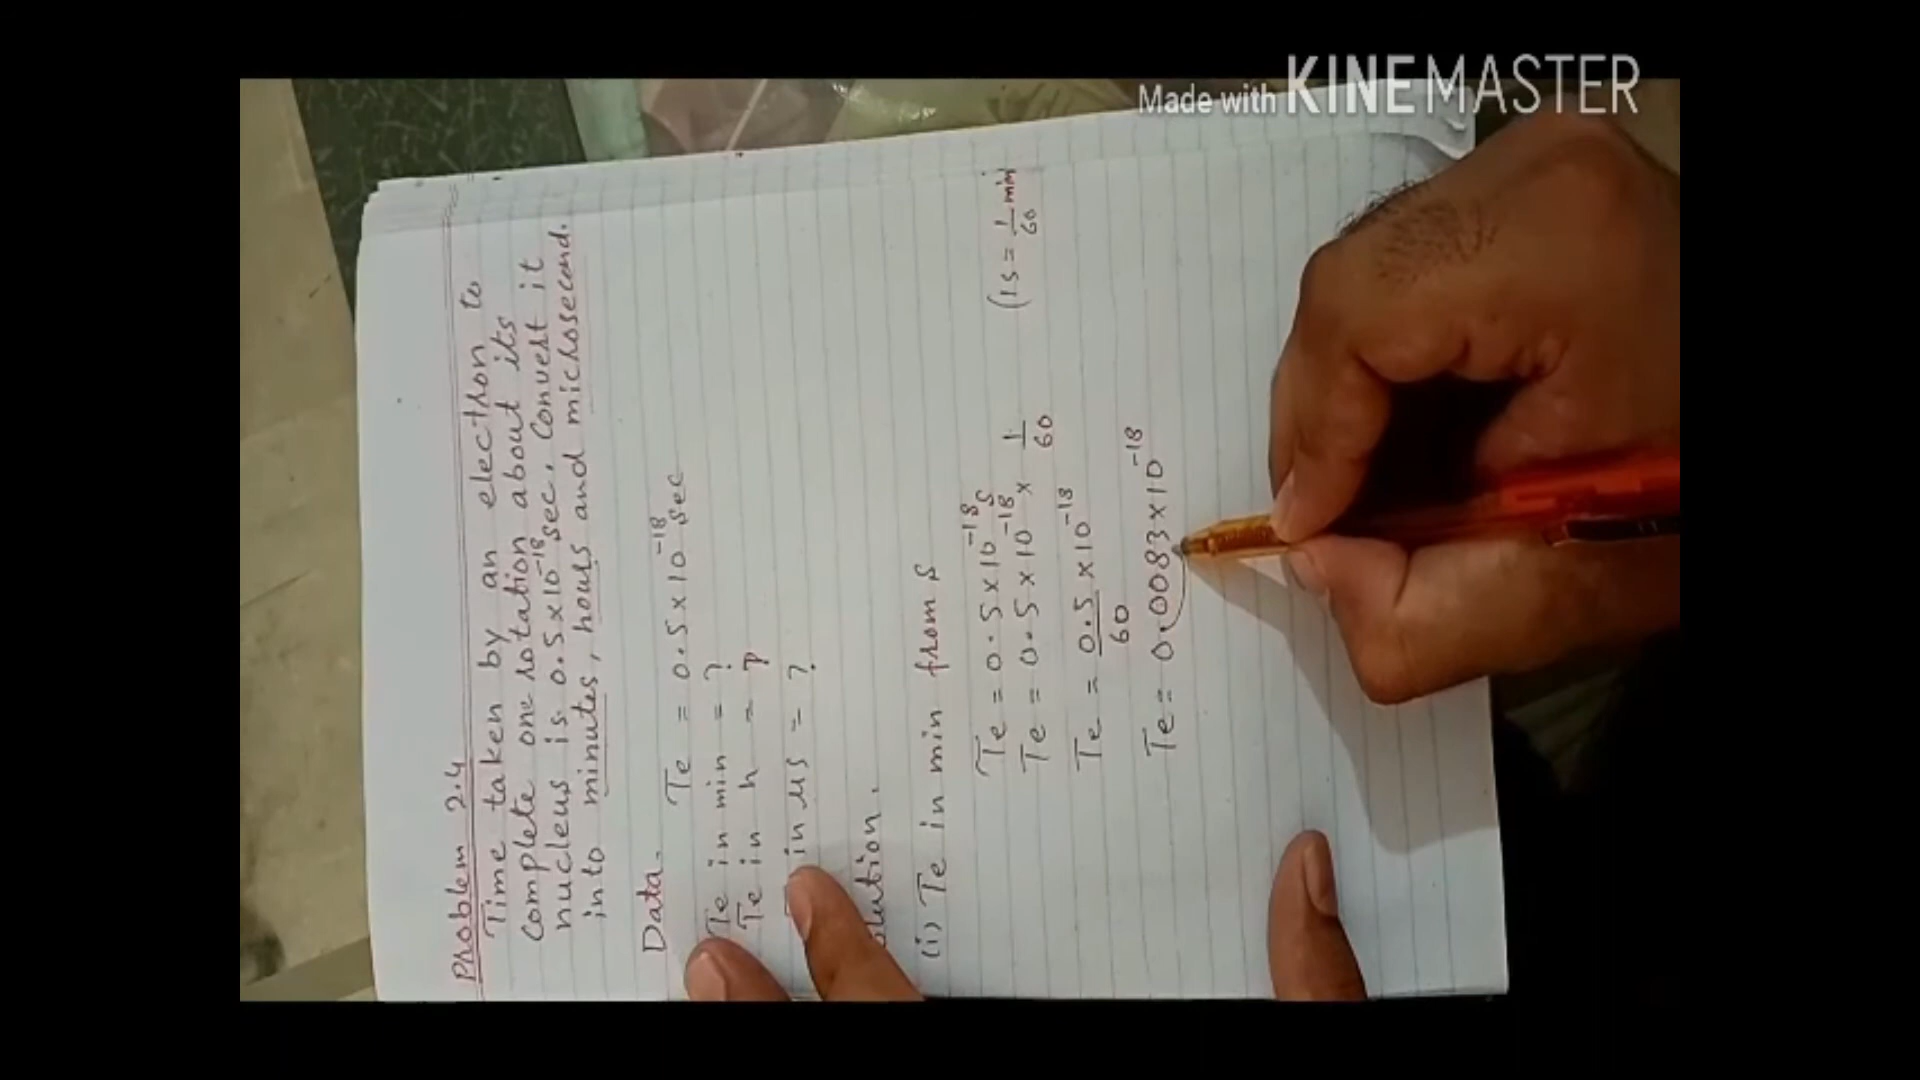 Made with KINEMASTER
Problem 2.4
Time taken by an electron to
complete one rotation about its
nucleus is 0.5 x 10⁻¹⁸ sec. Convert it
into minutes, hours and microsecond.
Data.
Te = 0.5 x 10⁻¹⁸ sec
Te in min = ?
Te in h = ?
in μs = ?
(i) Te in min from s
Te = 0.5 x 10⁻¹⁸ s
Te = 0.5 x 10⁻¹⁸ x 1/60 (1s = 1/60 min
Te = 0.5/60 x 10⁻¹⁸
Te = 0.0083 x 10⁻¹⁸